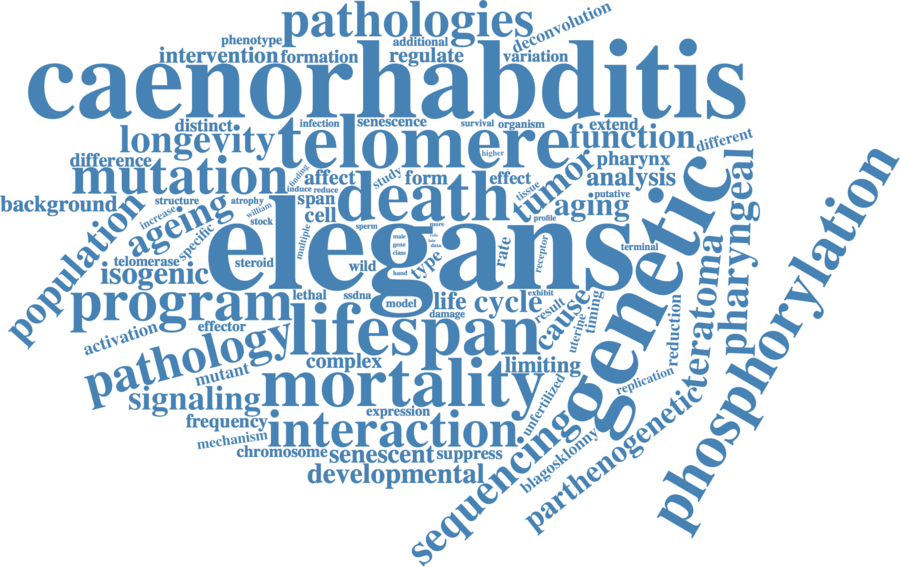 pathologies
deconvolution
phenotype
additional
intervention
formation
regulate
variation
caenorhabditis
distinct
infection
senescence
survival
organism
extend
longevity
telomere
function
different
higher
difference
mutation
finding
affect
study
form
effect
tumor
pharynx
analysis
background
structure
increase
atrophy
william
induce
reduce
span
death
tissue
putative
aging
population
ageing
specific
stock
cell
sperm
more
profile
genetic
pharyngeal
phosphorylation
elegans
multiple
male
gene
class
data
role
rate
receptor
terminal
telomerase
isogenic
steroid
wild
hand
type
program
lethal
ssdna
model
life
cycle
exhibit
damage
result
cause
timing
uterine
reduction
teratoma
activation
effector
lifespan
pathology
complex
limiting
mutant
mortality
replication
signaling
expression
unfertilized
frequency
interaction
sequencing
mechanism
chromosome
senescent
suppress
blagosklonny
parthenogenetic
developmental